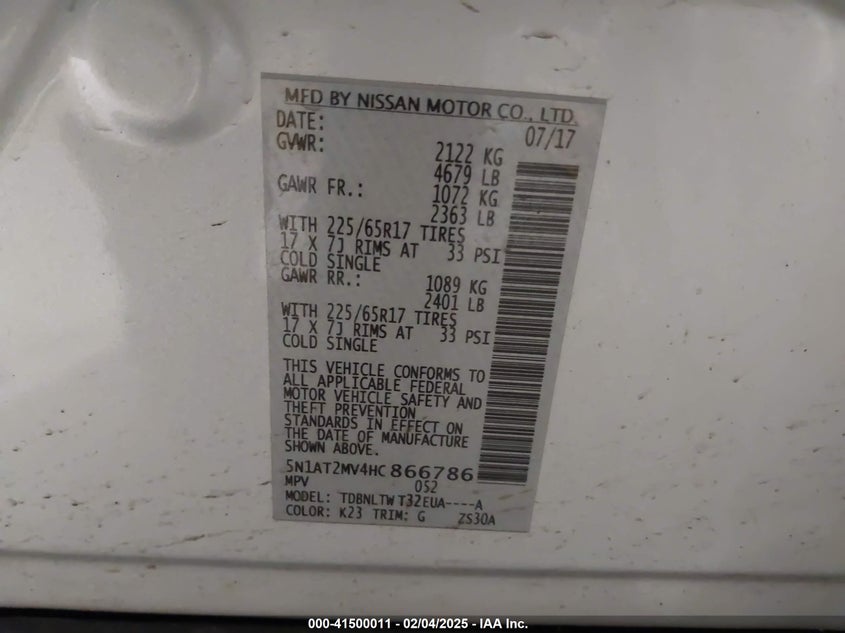 MFD BY NISSAN MOTOR CO., LTD.
DATE: 07/17
GVWR: 2122 KG
4679 LB
GAWR FR.: 1072 KG
2363 LB
WITH 225/65R17 TIRES
17 X 7J RIMS AT 33 PSI
COLD SINGLE
GAWR RR.: 1089 KG
2401 LB
WITH 225/65R17 TIRES
17 X 7J RIMS AT 33 PSI
COLD SINGLE
THIS VEHICLE CONFORMS TO
ALL APPLICABLE FEDERAL
MOTOR VEHICLE SAFETY AND
THEFT PREVENTION
STANDARDS IN EFFECT ON
THE DATE OF MANUFACTURE
SHOWN ABOVE.
5N1AT2MV4HC866786
MPV 052
MODEL: TDBNLTW T32EUA----A
COLOR: K23 TRIM: G ZS30A
000-41500011 - 02/04/2025 - IAA Inc.